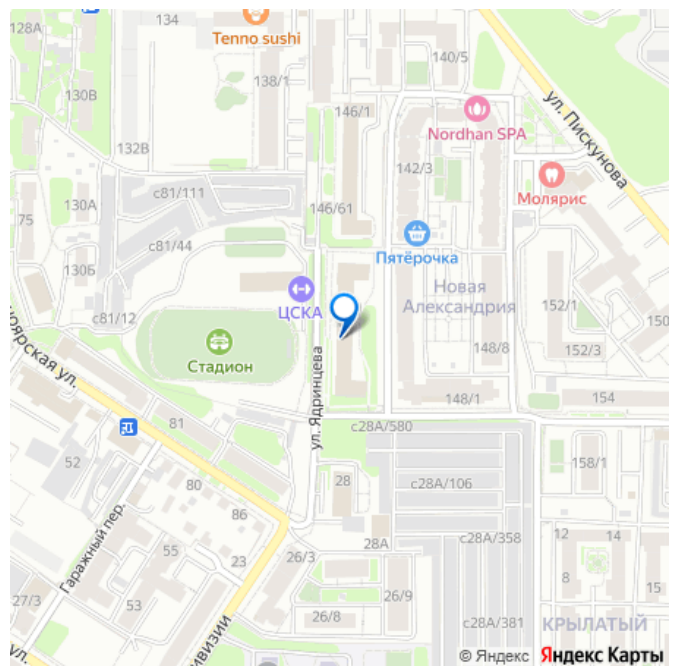 128А
134
Tenno sushi
138/1
140/5
130В
146/1
ул. Пискунова
Nordhan SPA
132В
142/3
Молярис
с81/111
130А
75
146/61
с81/44
Пятёрочка
130Б
Новая
Александрия
ЦСКА
152/1
150
с81/12
ноярская ул.
Стадион
ул. Ядринцева
148/8
152/3
148/1
154
81
с28А/580
52
80
28
с28А/106
158/1
86
Гаражный пер.
55
28А
с28А/358
12
14
23
26/3
8
15
27/3
53
26/8
26/9
с28А/381
КРЫЛАТЫЙ
ул.
ивизии
© Яндекс Яндекс Карты